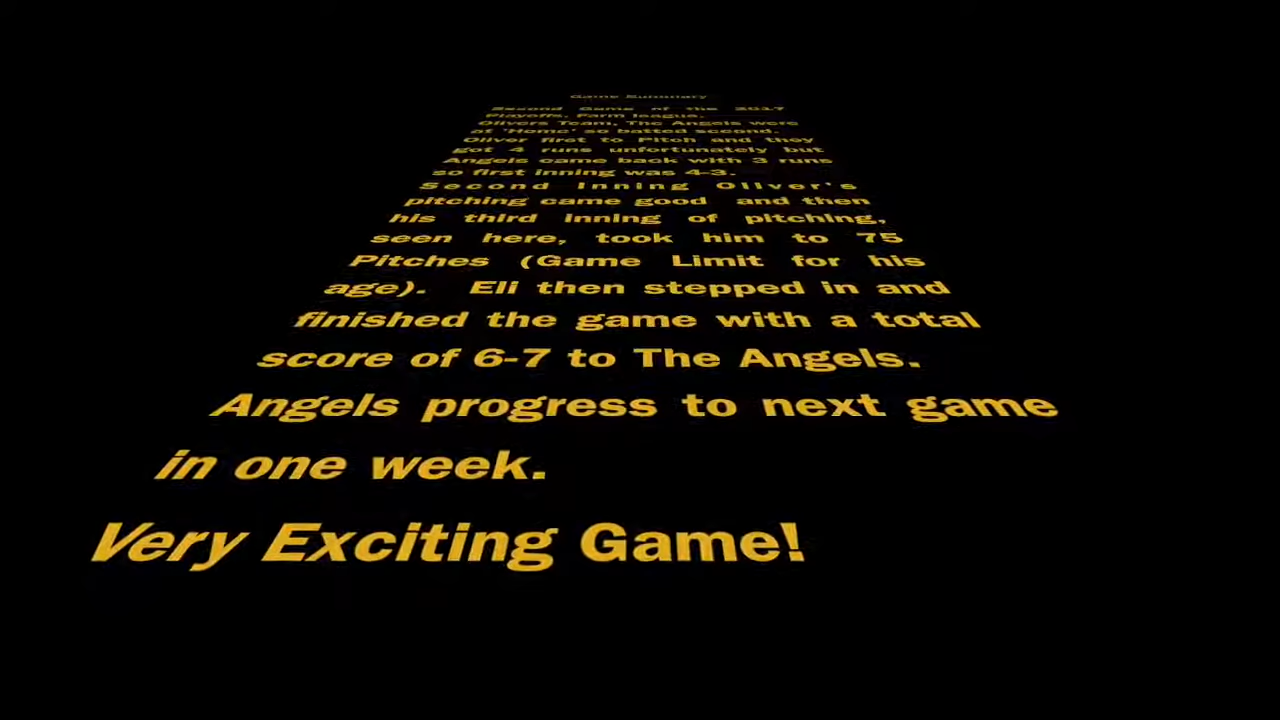 Game Summary
Second Game of the 2017
Playoffs, Farm league.
Olivers Team, The Angels were
at 'Home' so batted second.
Oliver first to Pitch and they
got 4 runs unfortunately but
Angels came back with 3 runs
so first inning was 4-3.
Second Inning Oliver's
pitching came good and then
his third inning of pitching,
seen here, took him to 75
Pitches (Game Limit for his
age). Eli then stepped in and
finished the game with a total
score of 6-7 to The Angels.
Angels progress to next game
in one week.
Very Exciting Game!